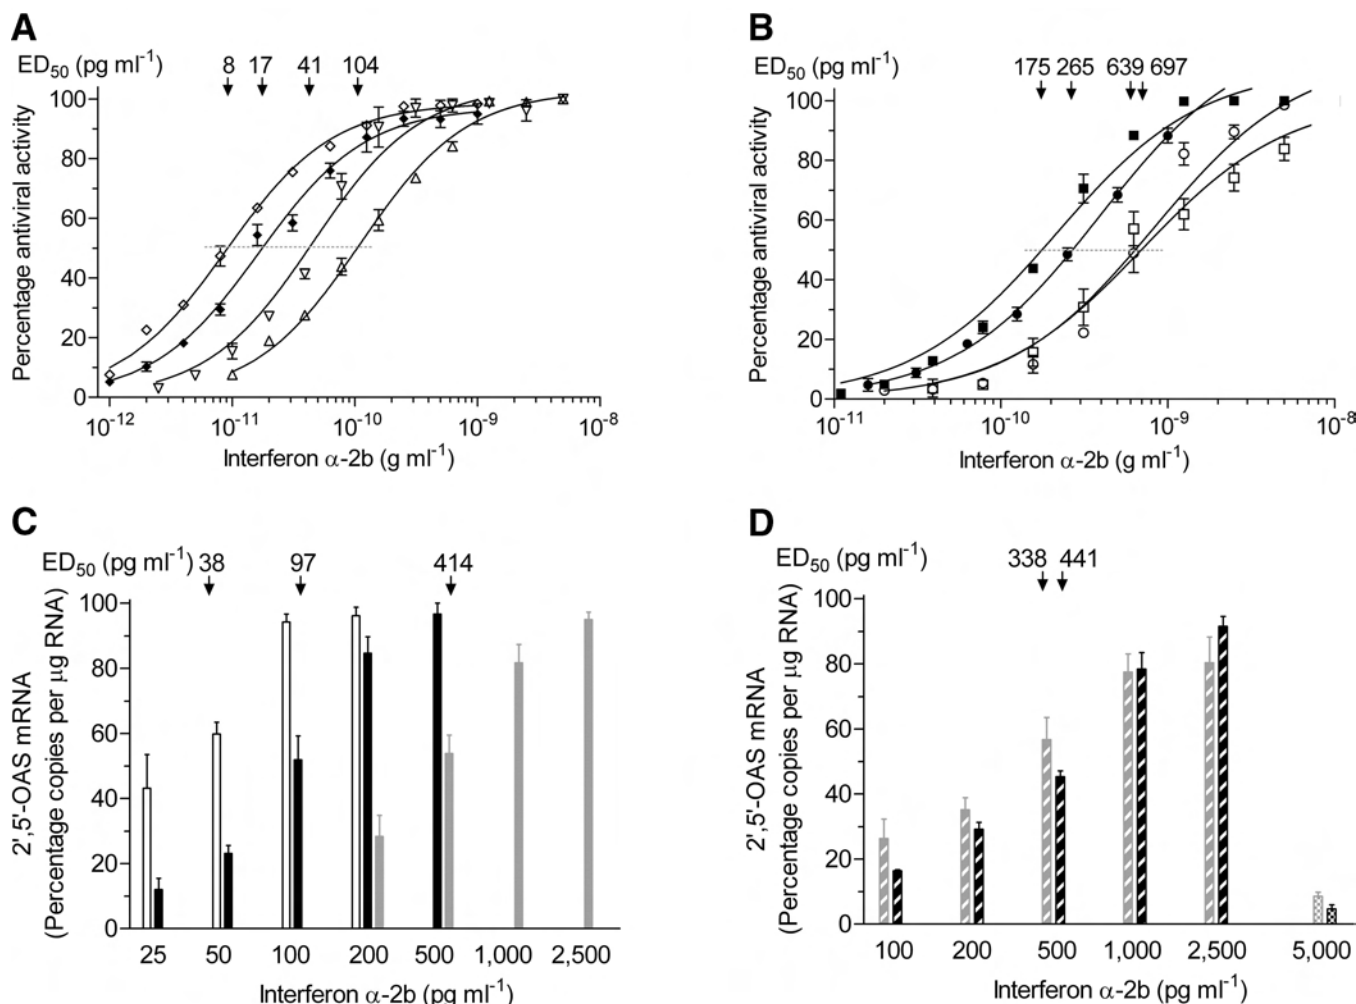 A
ED50 (pg ml-1) 8 17 41 104
Percentage antiviral activity
100
80
60
40
20
0
10-12 10-11 10-10 10-9 10-8
Interferon α-2b (g ml-1)
B
ED50 (pg ml-1) 175 265 639 697
Percentage antiviral activity
100
80
60
40
20
0
10-11 10-10 10-9 10-8
Interferon α-2b (g ml-1)
C
ED50 (pg ml-1) 38 97 414
2',5'-OAS mRNA
(Percentage copies per µg RNA)
100
80
60
40
20
0
25 50 100 200 500 1,000 2,500
Interferon α-2b (pg ml-1)
D
ED50 (pg ml-1) 338 441
2',5'-OAS mRNA
(Percentage copies per µg RNA)
100
80
60
40
20
0
100 200 500 1,000 2,500 5,000
Interferon α-2b (pg ml-1)